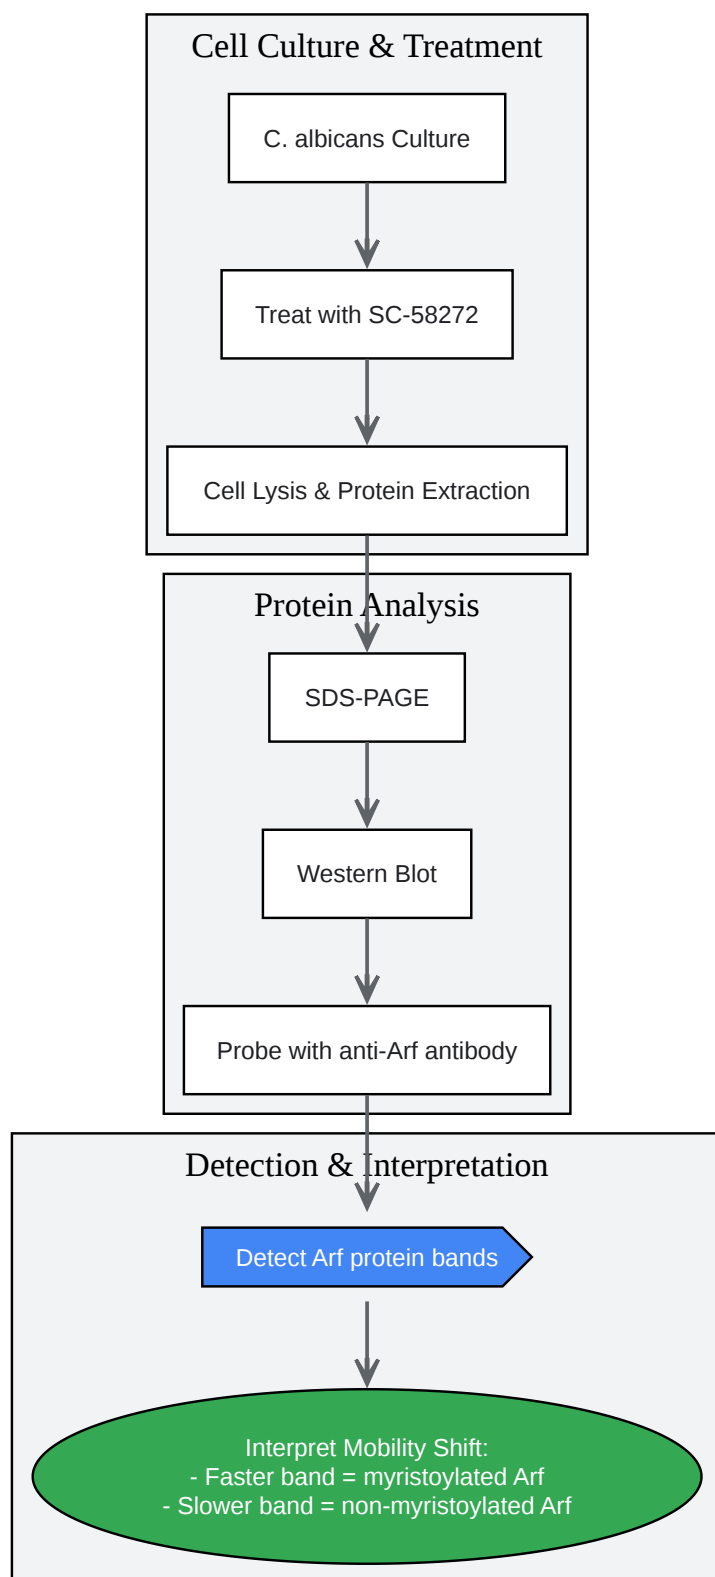 Cell Culture & Treatment
C. albicans Culture
Treat with SC-58272
Cell Lysis & Protein Extraction
Protein Analysis
SDS-PAGE
Western Blot
Probe with anti-Arf antibody
Detection & Interpretation
Detect Arf protein bands
Interpret Mobility Shift:
- Faster band = myristoylated Arf
- Slower band = non-myristoylated Arf